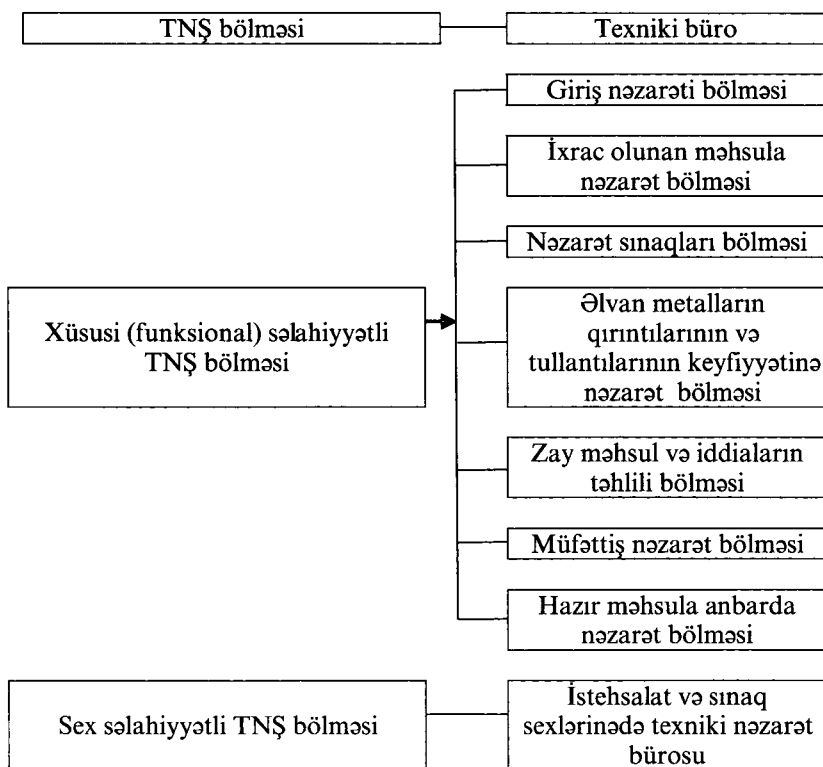 TNŞ bölməsi
Texniki büro
Giriş nəzarəti bölməsi
İxrac olunan məhsula
nəzarət bölməsi
Nəzarət sınaqları bölməsi
Xüsusi (funksional) səlahiyyətli
TNŞ bölməsi
Əlvan metalların
qırıntılarının və
tullantılarının keyfiyyətinə
nəzarət bölməsi
Zay məhsul və iddiaların
təhlili bölməsi
Müfəttiş nəzarət bölməsi
Hazır məhsula anbarda
nəzarət bölməsi
Sex səlahiyyətli TNŞ bölməsi
İstehsalat və sınaq
sexlərinədə texniki nəzarət
bürosu